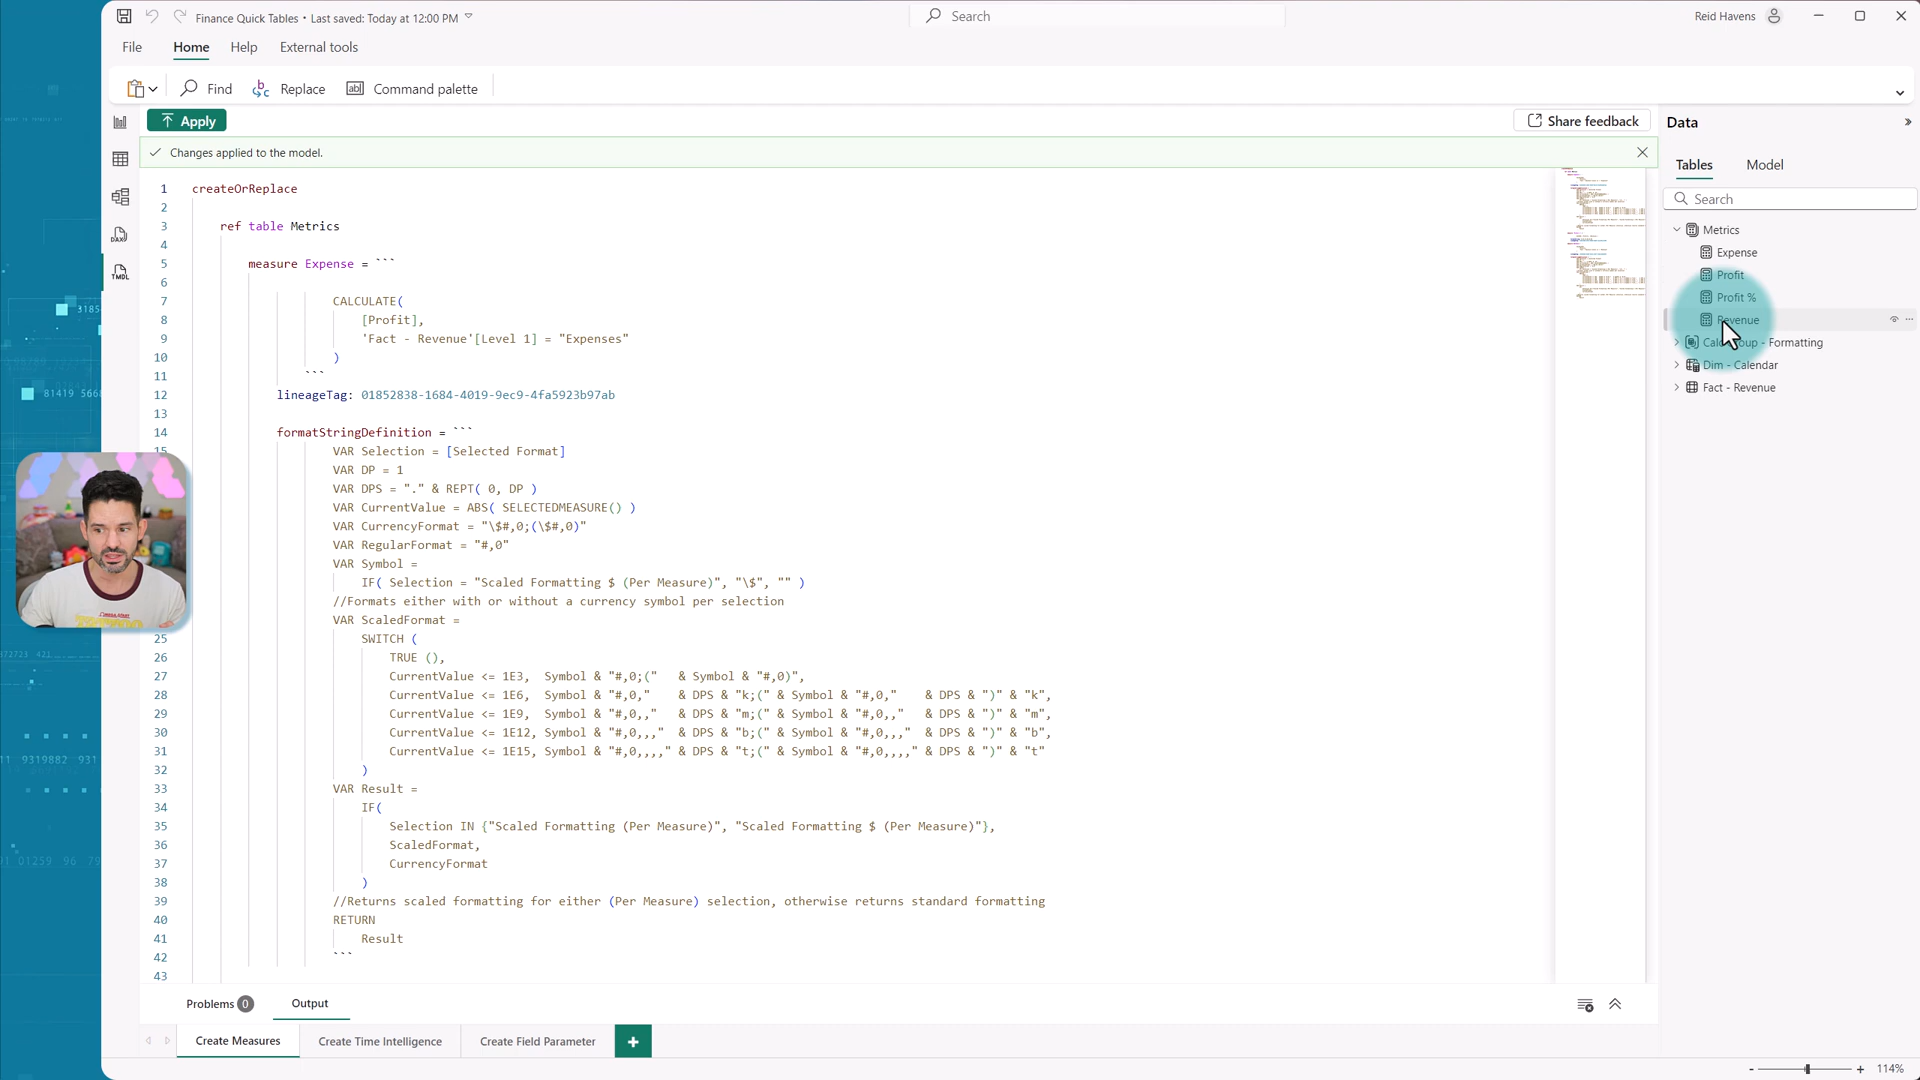 Finance Quick Tables • Last saved: Today at 12:00 PM
Search
Reid Havens
File
Home
Help
External tools
Find
Replace
Command palette
Apply
Share feedback
Changes applied to the model.
1 createOrReplace
2
3 ref table Metrics
4
5 measure Expense = ```
6
7 CALCULATE(
8 [Profit],
9 'Fact - Revenue'[Level 1] = "Expenses"
10 )
11 ```
12 lineageTag: 01852838-1684-4019-9ec9-4fa5923b97ab
13
14 formatStringDefinition = ```
15 VAR Selection = [Selected Format]
VAR DP = 1
VAR DPS = "." & REPT( 0, DP )
VAR CurrentValue = ABS( SELECTEDMEASURE() )
VAR CurrencyFormat = "\$#,0;(\$#,0)"
VAR RegularFormat = "#,0"
VAR Symbol =
IF( Selection = "Scaled Formatting $ (Per Measure)", "\$", "" )
//Formats either with or without a currency symbol per selection
VAR ScaledFormat =
25 SWITCH (
26 TRUE (),
27 CurrentValue <= 1E3, Symbol & "#,0;(" & Symbol & "#,0)",
28 CurrentValue <= 1E6, Symbol & "#,0," & DPS & "k;(" & Symbol & "#,0," & DPS & ")" & "k",
29 CurrentValue <= 1E9, Symbol & "#,0,," & DPS & "m;(" & Symbol & "#,0,," & DPS & ")" & "m",
30 CurrentValue <= 1E12, Symbol & "#,0,,," & DPS & "b;(" & Symbol & "#,0,,," & DPS & ")" & "b",
31 CurrentValue <= 1E15, Symbol & "#,0,,,," & DPS & "t;(" & Symbol & "#,0,,,," & DPS & ")" & "t"
32 )
33 VAR Result =
34 IF(
35 Selection IN {"Scaled Formatting (Per Measure)", "Scaled Formatting $ (Per Measure)"},
36 ScaledFormat,
37 CurrencyFormat
38 )
39 //Returns scaled formatting for either (Per Measure) selection, otherwise returns standard formatting
40 RETURN
41 Result
42 ```
43
Data
Tables
Model
Search
Metrics
Expense
Profit
Profit %
Revenue
Formatting
Dim - Calendar
Fact - Revenue
DAX
TMDL
Problems 0
Output
Create Measures
Create Time Intelligence
Create Field Parameter
114%